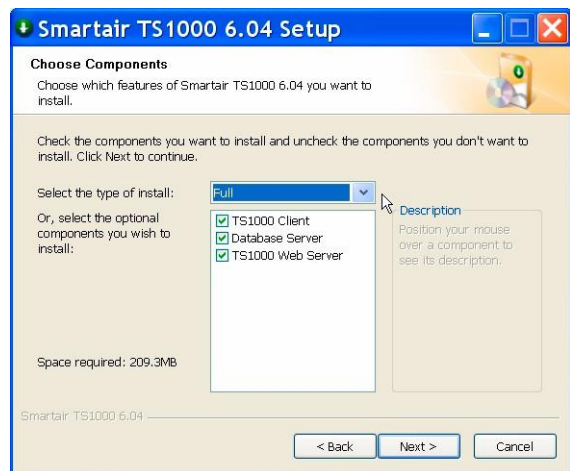 Smartair TS1000 6.04 Setup
Choose Components
Choose which features of Smartair TS1000 6.04 you want to
install.
Check the components you want to install and uncheck the components you don't want to
install. Click Next to continue.
Select the type of install:
Full
Or, select the optional
components you wish to
install:
TS1000 Client
Database Server
TS1000 Web Server
Description
Position your mouse
over a component to
see its description.
Space required: 209.3MB
Smartair TS1000 6.04
< Back
Next >
Cancel